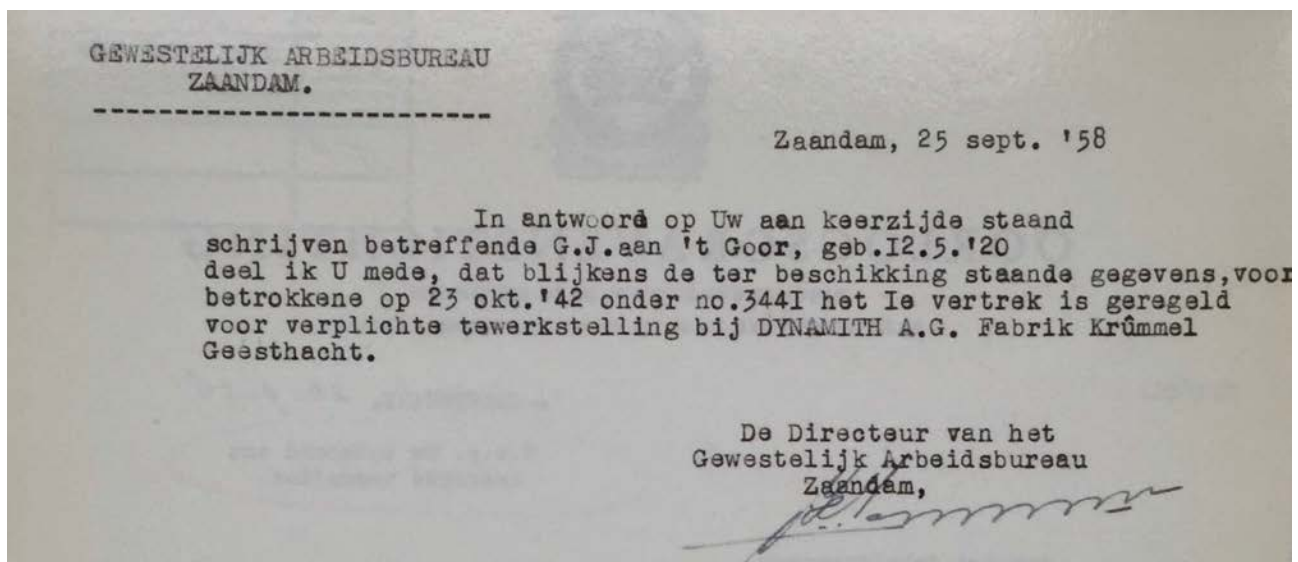 GEWESTELIJK ARBEIDSBUREAU
ZAANDAM.
--------------------------
Zaandam, 25 sept. '58
In antwoord op Uw aan keerzijde staand
schrijven betreffende G.J.aan 't Goor, geb.I2.5.'20
deel ik U mede, dat blijkens de ter beschikking staande gegevens,voor
betrokkene op 23 okt.'42 onder no.344I het Ie vertrek is geregeld
voor verplichte tewerkstelling bij DYNAMITH A.G. Fabrik Krûmmel
Geesthacht.
De Directeur van het
Gewestelijk Arbeidsbureau
Zaandam,